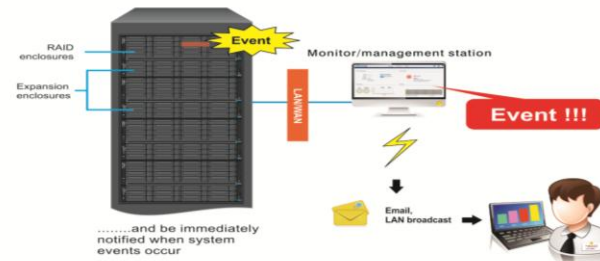 Event
RAID
enclosures
Expansion
enclosures
Monitor/management station
LAN/WAN
Event !!!
Email,
LAN broadcast
........and be immediately
notified when system
events occur